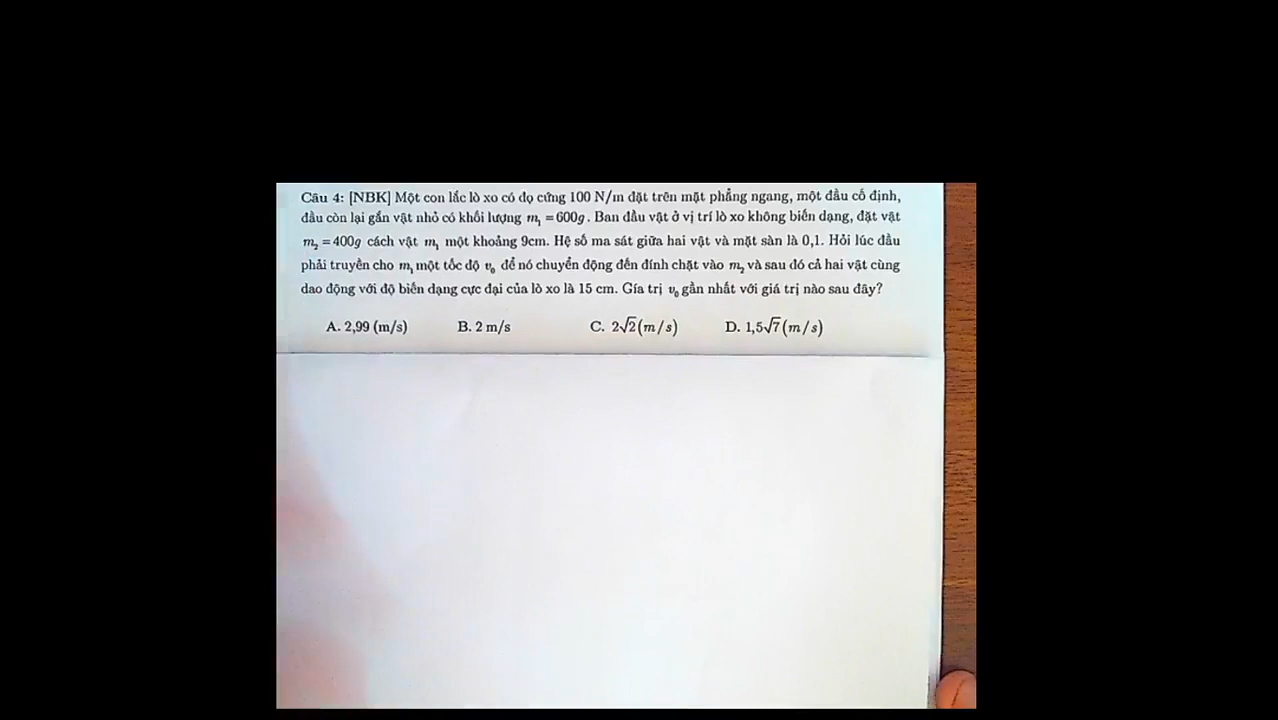 Câu 4: [NBK] Một con lắc lò xo có dọ cứng 100 N/m đặt trên mặt phẳng ngang, một đầu cố định,
đầu còn lại gắn vật nhỏ có khối lượng m₁ = 600g. Ban đầu vật ở vị trí lò xo không biến dạng, đặt vật
m₂ = 400g cách vật m₁ một khoảng 9cm. Hệ số ma sát giữa hai vật và mặt sàn là 0,1. Hỏi lúc đầu
phải truyền cho m₁ một tốc độ v₀ để nó chuyển động đến đính chặt vào m₂ và sau đó cả hai vật cùng
dao động với độ biến dạng cực đại của lò xo là 15 cm. Gía trị v₀ gần nhất với giá trị nào sau đây?
A. 2,99 (m/s) B. 2 m/s C. 2√2(m/s) D. 1,5√7(m/s)